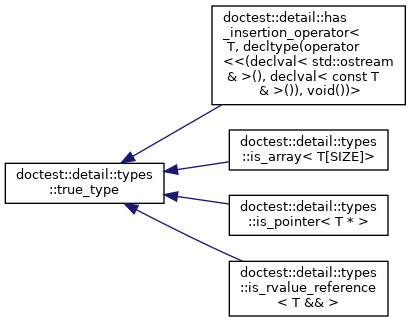 doctest::detail::has
_insertion_operator<
T, decltype(operator
<<(declval< std::ostream
& >(), declval< const T
& >()), void())>
doctest::detail::types
::is_array< T[SIZE]>
doctest::detail::types
::true_type
doctest::detail::types
::is_pointer< T * >
doctest::detail::types
::is_rvalue_reference
< T && >